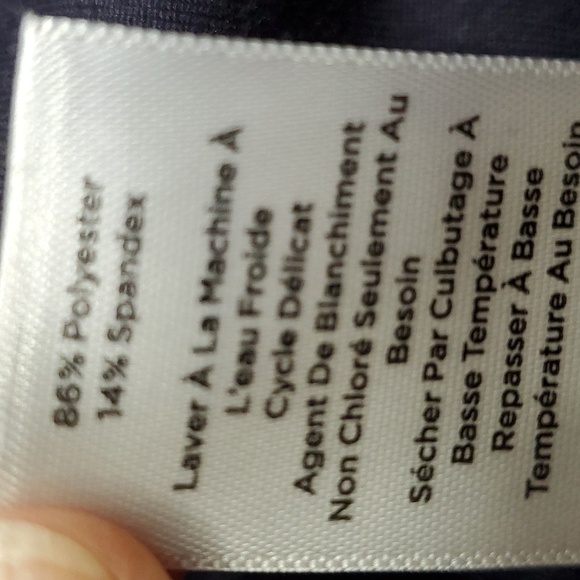 86% Polyester
14% Spandex
Laver À La Machine À
L'eau Froide
Cycle Délicat
Agent De Blanchiment
Non Chloré Seulement Au
Besoin
Sécher Par Culbutage À
Basse Température
Repasser À Basse
Température Au Besoin